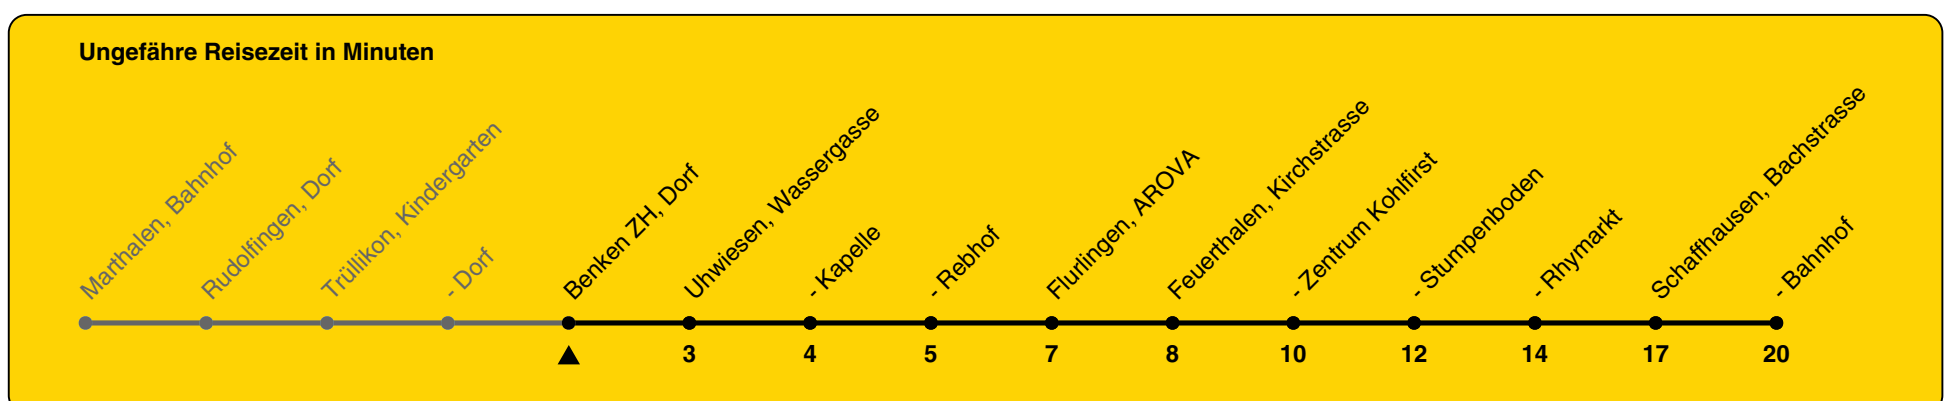 Ungefähre Reisezeit in Minuten
Marthalen, Bahnhof
Rudolfingen, Dorf
Trüllikon, Kindergarten
- Dorf
Benken ZH, Dorf
Uhwiesen, Wassergasse
- Kapelle
- Rebhof
Flurlingen, AROVA
Feuerthalen, Kirchstrasse
- Zentrum Kohlfirst
- Stumpenboden
- Rhymarkt
Schaffhausen, Bachstrasse
- Bahnhof
3 4 5 7 8 10 12 14 17 20